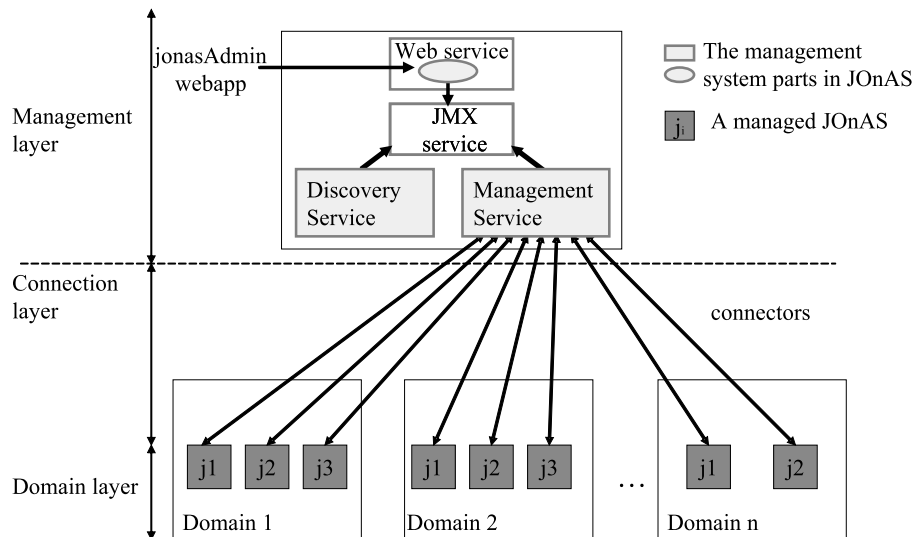 Web service
jonasAdmin
webapp
The management
system parts in JOnAS
JMX
service
ji
A managed JOnAS
Management
layer
Discovery
Service
Management
Service
Connection
layer
connectors
j1
j2
j3
j1
j2
j3
j1
j2
...
Domain layer
Domain 1
Domain 2
Domain n